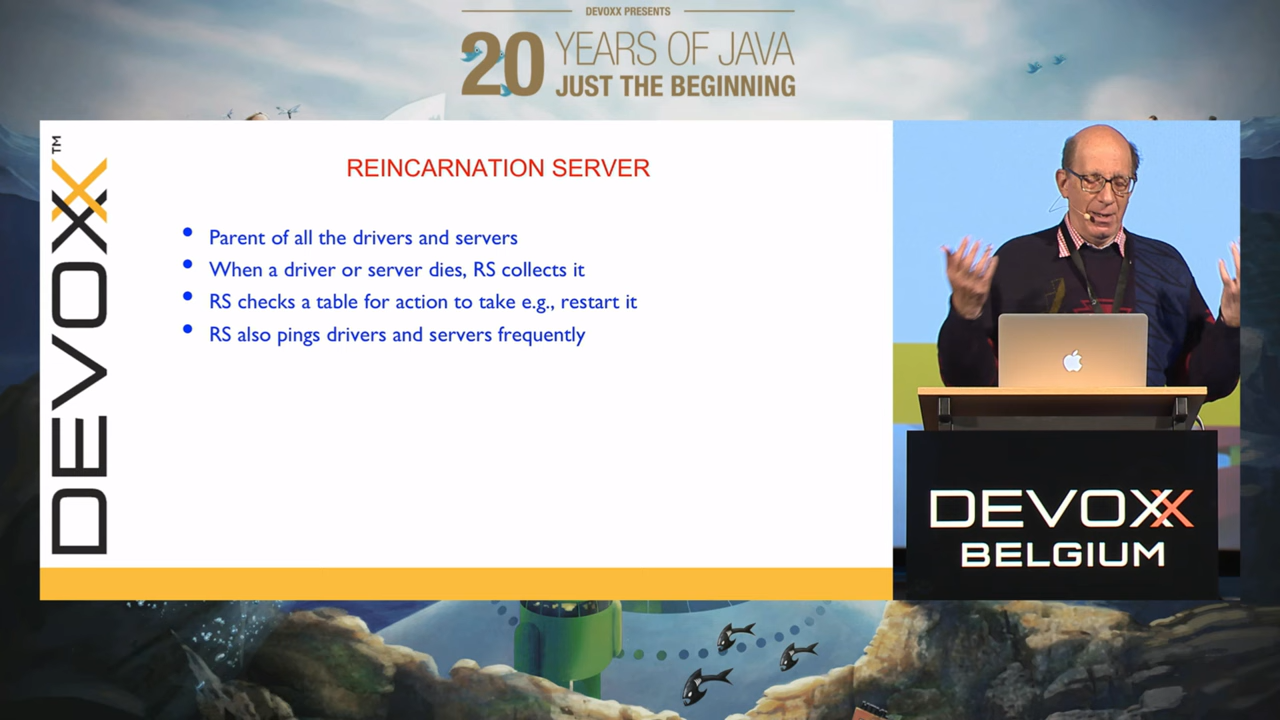 DEVOXX PRESENTS
20 YEARS OF JAVA
JUST THE BEGINNING
DEVOXX™
REINCARNATION SERVER
• Parent of all the drivers and servers
• When a driver or server dies, RS collects it
• RS checks a table for action to take e.g., restart it
• RS also pings drivers and servers frequently
DEVOXX
BELGIUM